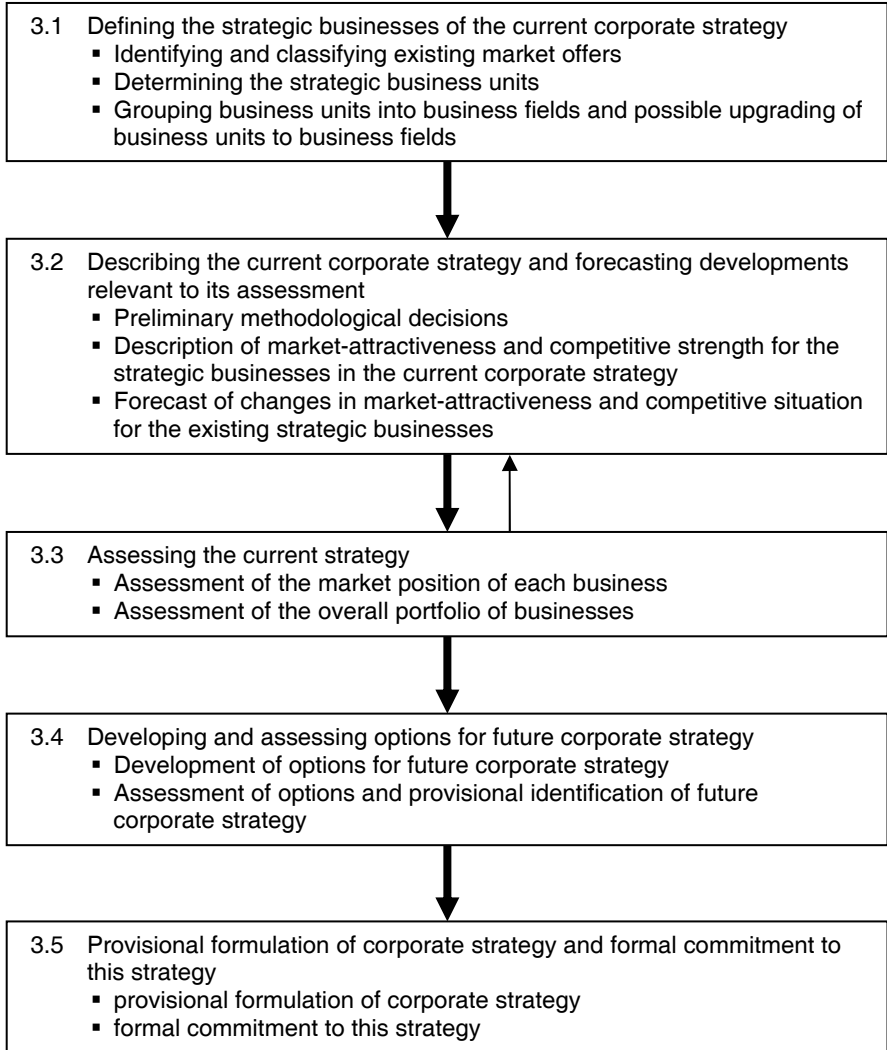 3.1 Defining the strategic businesses of the current corporate strategy
▪ Identifying and classifying existing market offers
▪ Determining the strategic business units
▪ Grouping business units into business fields and possible upgrading of
business units to business fields
3.2 Describing the current corporate strategy and forecasting developments
relevant to its assessment
▪ Preliminary methodological decisions
▪ Description of market-attractiveness and competitive strength for the
strategic businesses in the current corporate strategy
▪ Forecast of changes in market-attractiveness and competitive situation
for the existing strategic businesses
3.3 Assessing the current strategy
▪ Assessment of the market position of each business
▪ Assessment of the overall portfolio of businesses
3.4 Developing and assessing options for future corporate strategy
▪ Development of options for future corporate strategy
▪ Assessment of options and provisional identification of future
corporate strategy
3.5 Provisional formulation of corporate strategy and formal commitment to
this strategy
▪ provisional formulation of corporate strategy
▪ formal commitment to this strategy